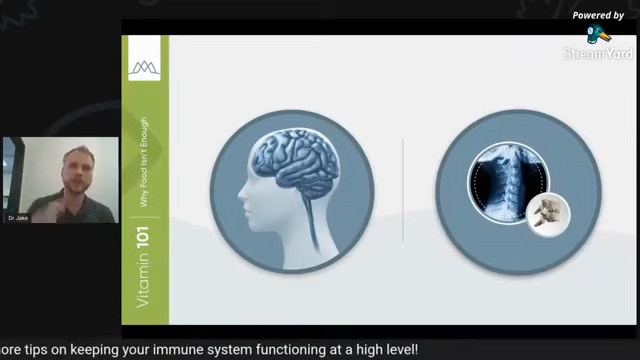 Powered by
StreamYard
Why Food Isn't Enough
Vitamin 101
Dr Jake
ore tips on keeping your immune system functioning at a high level!